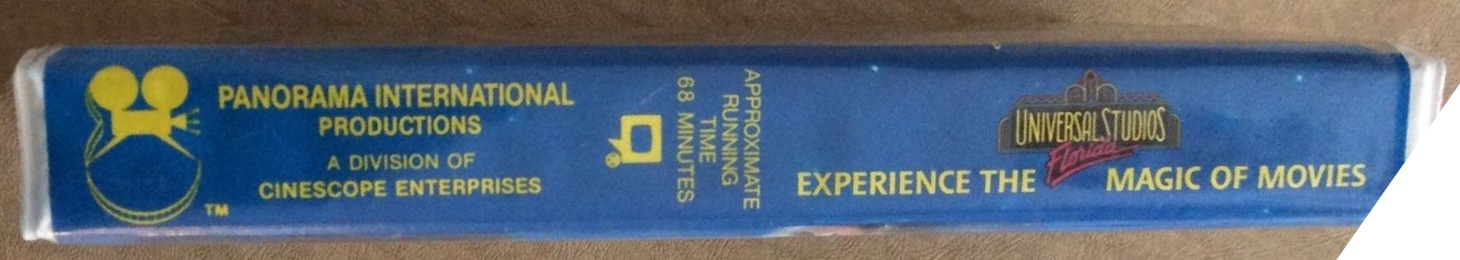 PANORAMA INTERNATIONAL
PRODUCTIONS
A DIVISION OF
CINESCOPE ENTERPRISES
TM
®
APPROXIMATE
RUNNING
TIME
68 MINUTES
UNIVERSAL STUDIOS
Florida
EXPERIENCE THE MAGIC OF MOVIES